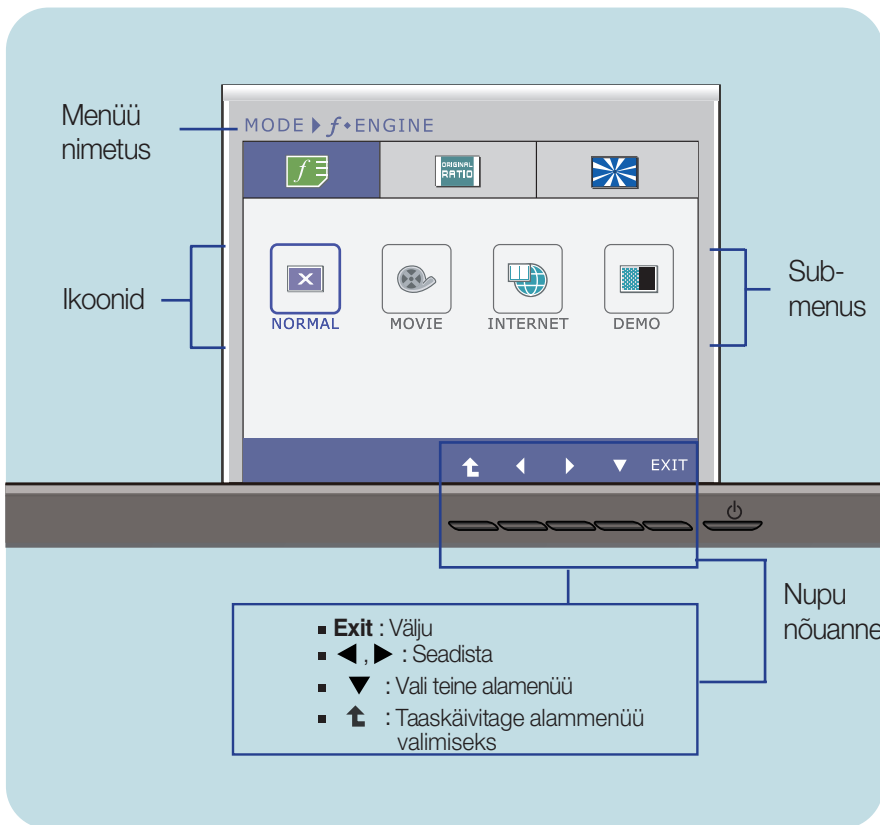 Menüü
nimetus
MODE ▶ f◆ENGINE
f
ORIGINAL
RATIO
Ikoonid
NORMAL
MOVIE
INTERNET
DEMO
Sub-
menus
EXIT
Nupu
nõuanne
▪ Exit : Välju
▪ ◀ , ▶ : Seadista
▪ ▼ : Vali teine alamenüü
▪ : Taaskäivitage alammenüü
valimiseks